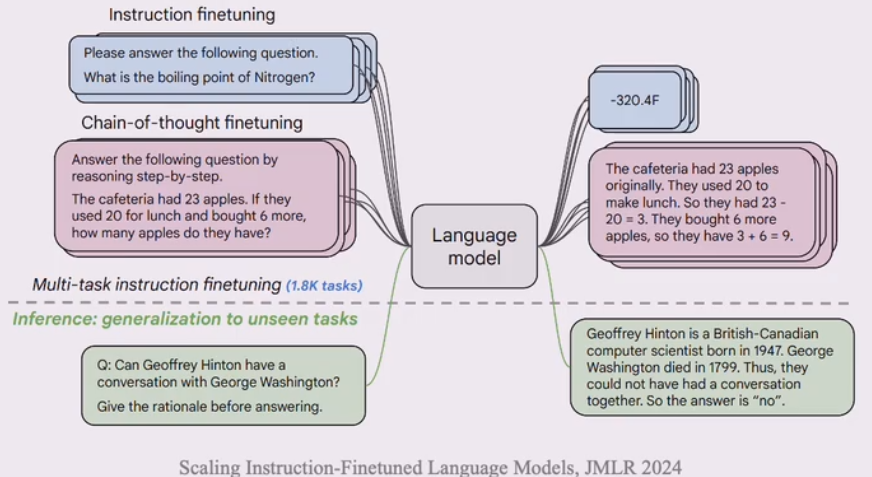 Instruction finetuning
Please answer the following question.
What is the boiling point of Nitrogen?
-320.4F
Chain-of-thought finetuning
Answer the following question by
reasoning step-by-step.
The cafeteria had 23 apples. If they
used 20 for lunch and bought 6 more,
how many apples do they have?
Language
model
The cafeteria had 23 apples
originally. They used 20 to
make lunch. So they had 23 -
20 = 3. They bought 6 more
apples, so they have 3 + 6 = 9.
Multi-task instruction finetuning (1.8K tasks)
Inference: generalization to unseen tasks
Q: Can Geoffrey Hinton have a
conversation with George Washington?
Give the rationale before answering.
Geoffrey Hinton is a British-Canadian
computer scientist born in 1947. George
Washington died in 1799. Thus, they
could not have had a conversation
together. So the answer is “no”.
Scaling Instruction-Finetuned Language Models, JMLR 2024